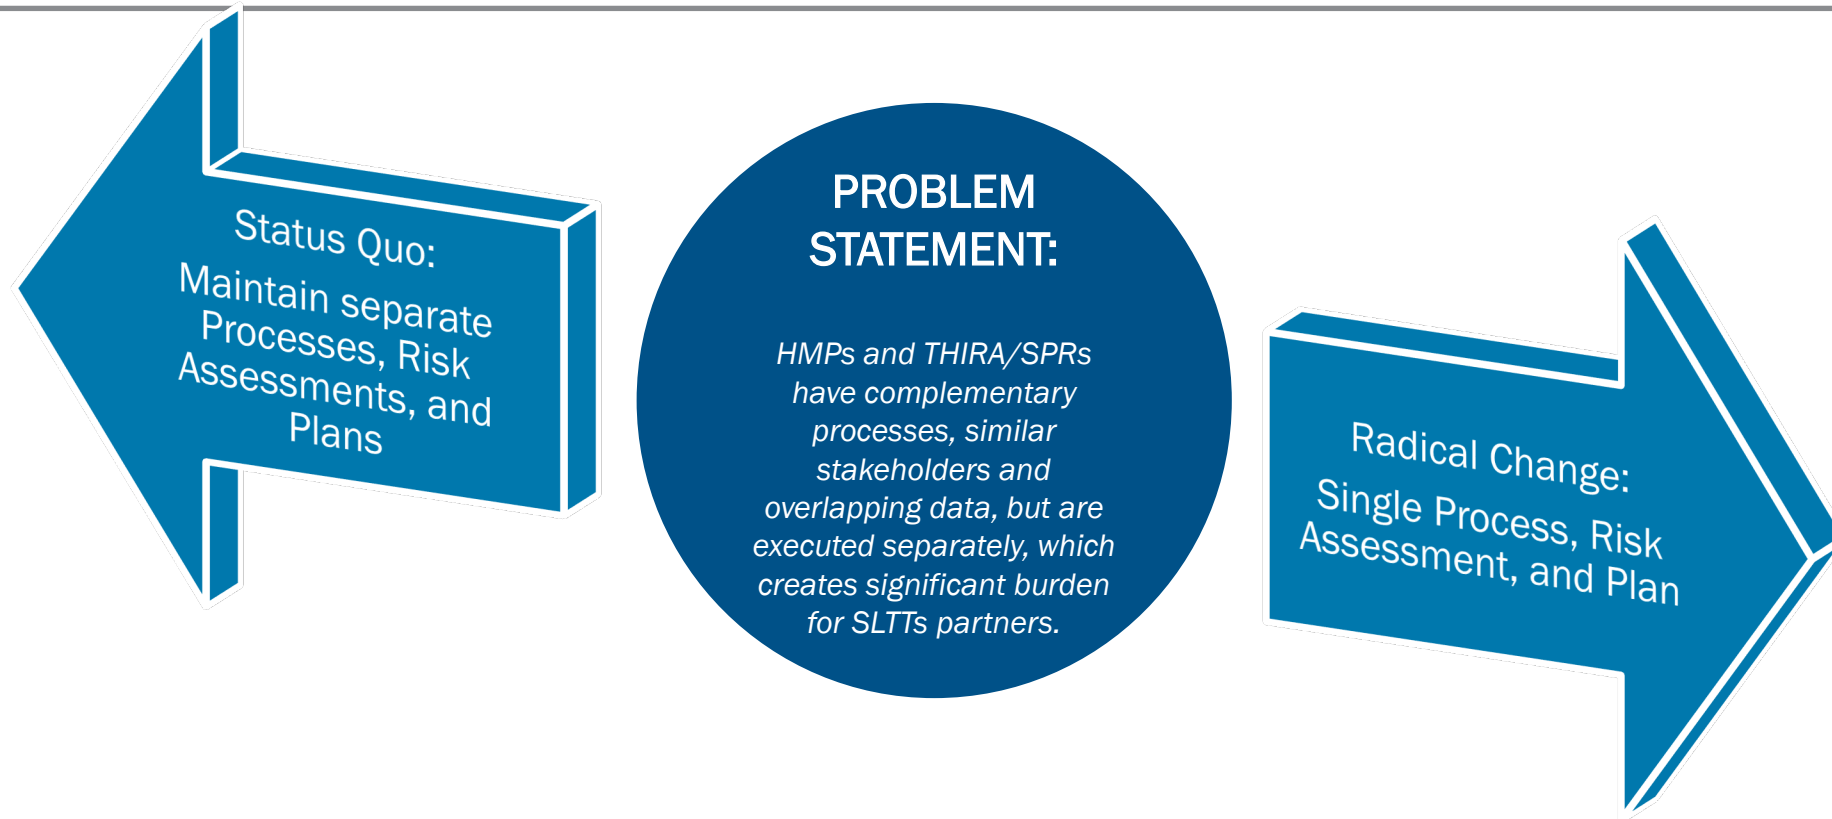 Status Quo:
Maintain separate
Processes, Risk
Assessments, and
Plans
PROBLEM
STATEMENT:
HMPs and THIRA/SPRs
have complementary
processes, similar
stakeholders and
overlapping data, but are
executed separately, which
creates significant burden
for SLTTs partners.
Radical Change:
Single Process, Risk
Assessment, and Plan